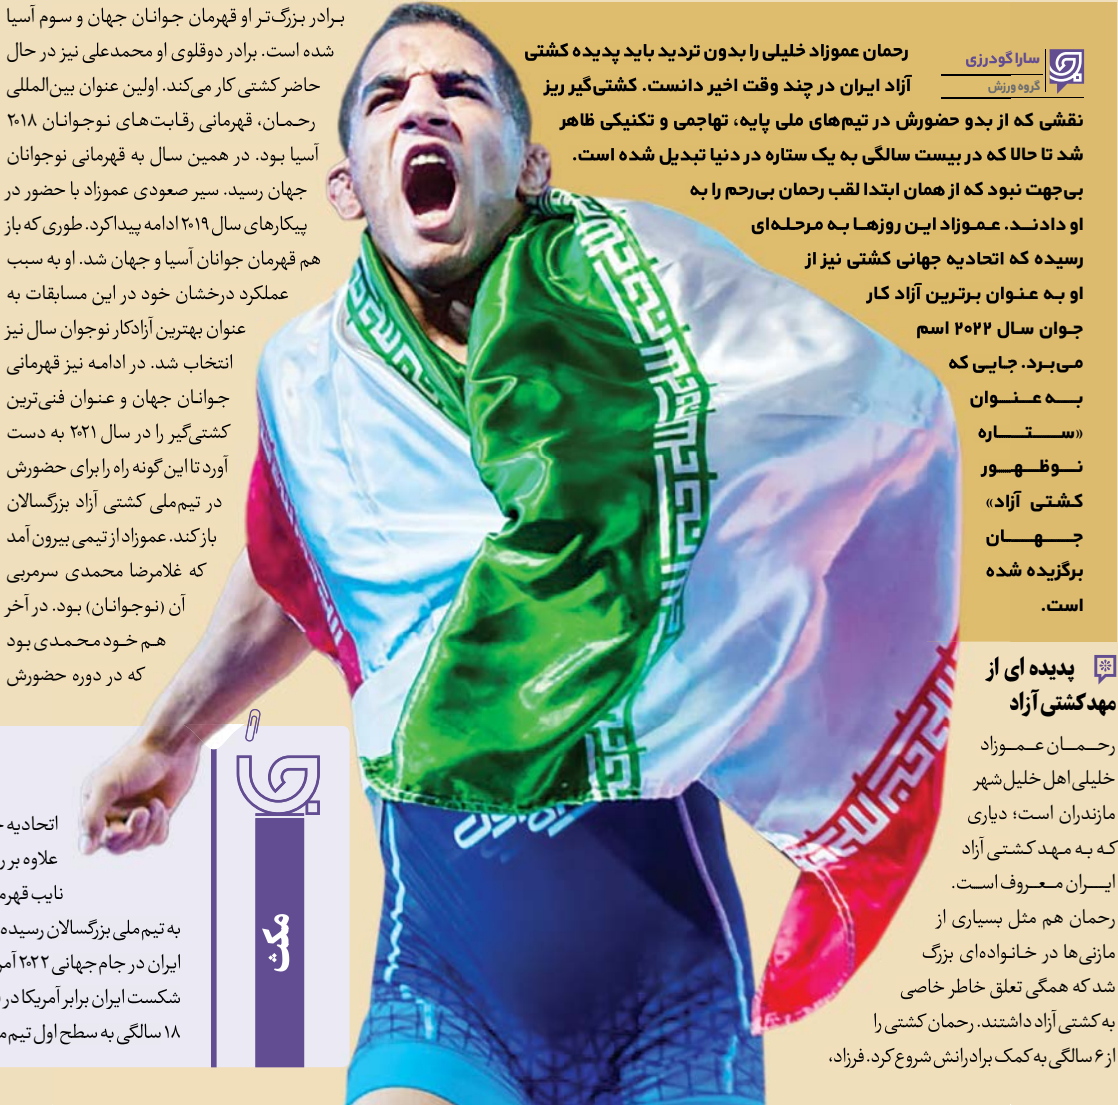 سارا گودرزی
گروه ورزش
رحمان عموزاد خلیلی را بدون تردید باید پدیده کشتی
آزاد ایران در چند وقت اخیر دانست. کشتی‌گیر ریز
نقشی که از بدو حضورش در تیم‌های ملی پایه، تهاجمی و تکنیکی ظاهر
شد تا حالا که در بیست سالگی به یک ستاره در دنیا تبدیل شده است.
بی‌جهت نبود که از همان ابتدا لقب رحمان بی‌رحم را به
او دادند. عموزاد این روزها به مرحله‌ای
رسیده که اتحادیه جهانی کشتی نیز از
او به عنوان برترین آزاد کار
جوان سال ۲۰۲۲ اسم
می‌برد. جایی که
به عنوان
«ستاره
نوظهور
کشتی آزاد»
جهان
برگزیده شده
است.
پدیده ای از
مهد کشتی آزاد
رحمان عموزاد
خلیلی اهل خلیل‌شهر
مازندران است؛ دیاری
که به مهد کشتی آزاد
ایران معروف است.
رحمان هم مثل بسیاری از
مازنی‌ها در خانواده‌ای بزرگ
شد که همگی تعلق خاطر خاصی
به کشتی آزاد داشتند. رحمان کشتی را
از ۶ سالگی به کمک برادرانش شروع کرد. فرزاد،
برادر بزرگ‌تر او قهرمان جوانان جهان و سوم آسیا
شده است. برادر دوقلوی او محمدعلی نیز در حال
حاضر کشتی کار می‌کند. اولین عنوان بین‌المللی
رحمان، قهرمانی رقابت‌های نوجوانان ۲۰۱۸
آسیا بود. در همین سال به قهرمانی نوجوانان
جهان رسید. سیر صعودی عموزاد با حضور در
پیکارهای سال ۲۰۱۹ ادامه پیدا کرد. طوری که باز
هم قهرمان جوانان آسیا و جهان شد. او به سبب
عملکرد درخشان خود در این مسابقات به
عنوان بهترین آزادکار نوجوان سال نیز
انتخاب شد. در ادامه نیز قهرمانی
جوانان جهان و عنوان فنی‌ترین
کشتی‌گیر را در سال ۲۰۲۱ به دست
آورد تا این گونه راه را برای حضورش
در تیم‌ملی کشتی آزاد بزرگسالان
باز کند. عموزاد از تیمی بیرون آمد
که غلامرضا محمدی سرمربی
آن (نوجوانان) بود. در آخر
هم خود محمدی بود
که در دوره حضورش
مکث
اتحادیه
علاوه بر
نایب قهرم
به تیم ملی بزرگسالان رسیده
ایران در جام جهانی ۲۰۲۲ آمر
شکست ایران برابر آمریکا در
۱۸ سالگی به سطح اول تیم